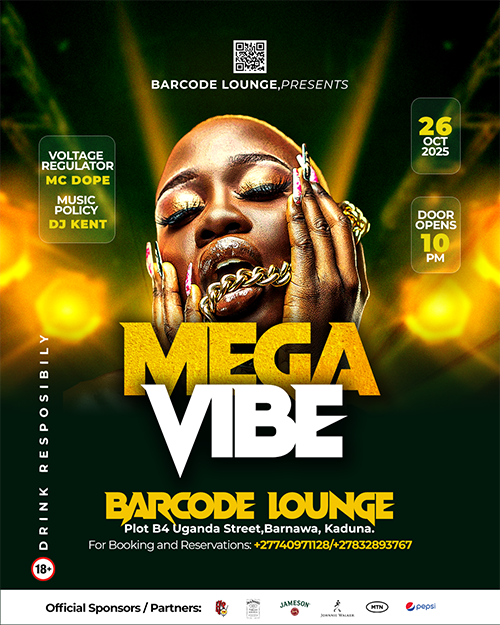 BARCODE LOUNGE,PRESENTS
26
OCT
2025
VOLTAGE
REGULATOR
MC DOPE
MUSIC
POLICY
DJ KENT
DOOR
OPENS
10
PM
MEGA
VIBE
DRINK RESPOSIBILY
BARCODE LOUNGE
Plot B4 Uganda Street,Barnawa, Kaduna.
For Booking and Reservations: +27740971128/+27832893767
18+
Official Sponsors / Partners:
JAMESON
JOHNNIE WALKER
MTN
pepsi